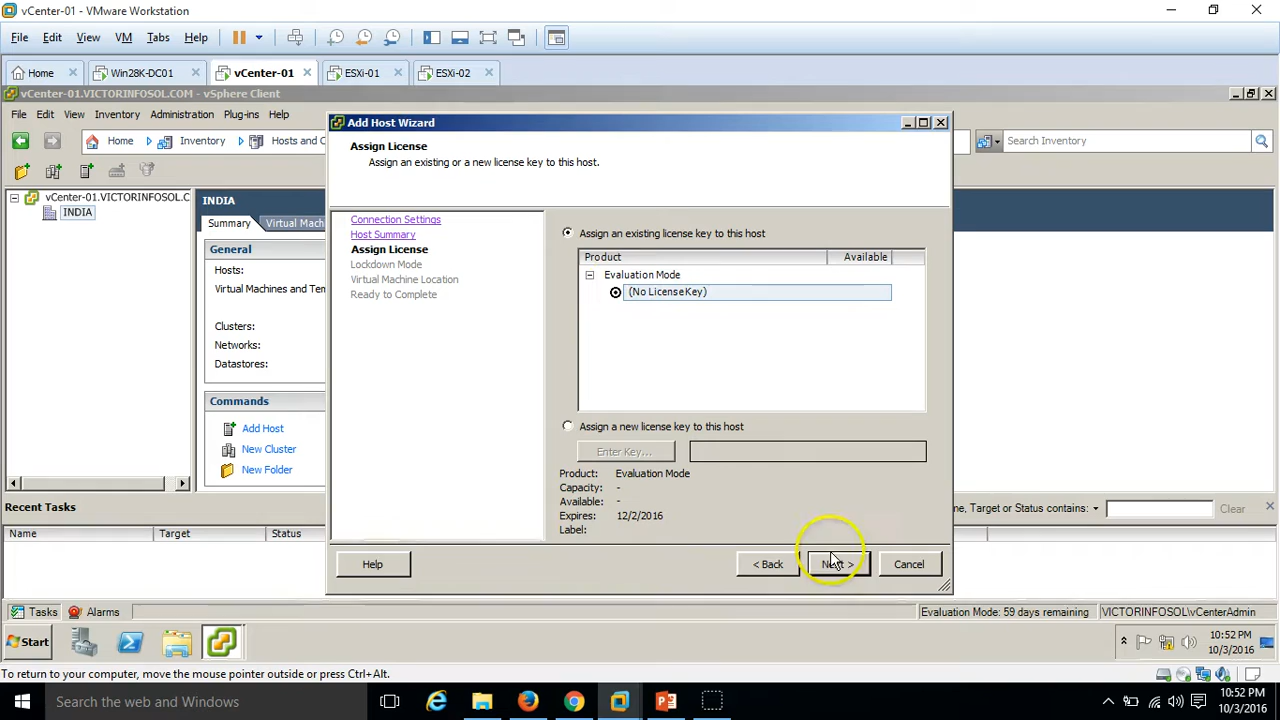 vCenter-01 - VMware Workstation
File Edit View VM Tabs Help
Home Win28K-DC01 vCenter-01 ESXi-01 ESXi-02
vCenter-01.VICTORINFOSOL.COM - vSphere Client
File Edit View Inventory Administration Plug-ins Help
Home Inventory Hosts and C Search Inventory
vCenter-01.VICTORINFOSOL.C
INDIA
INDIA
Summary Virtual Mach
General
Hosts:
Virtual Machines and Tem
Clusters:
Networks:
Datastores:
Commands
Add Host
New Cluster
New Folder
Add Host Wizard
Assign License
Assign an existing or a new license key to this host.
Connection Settings
Host Summary
Assign License
Lockdown Mode
Virtual Machine Location
Ready to Complete
Assign an existing license key to this host
Product Available
Evaluation Mode
(No License Key)
Assign a new license key to this host
Enter Key...
Product: Evaluation Mode
Capacity: -
Available: -
Expires: 12/2/2016
Label:
Help < Back Next > Cancel
Recent Tasks
me, Target or Status contains: Clear
Name Target Status
Tasks Alarms Evaluation Mode: 59 days remaining VICTORINFOSOL\vCenterAdmin
Start 10:52 PM
10/3/2016
To return to your computer, move the mouse pointer outside or press Ctrl+Alt.
Search the web and Windows 10:52 PM
10/3/2016